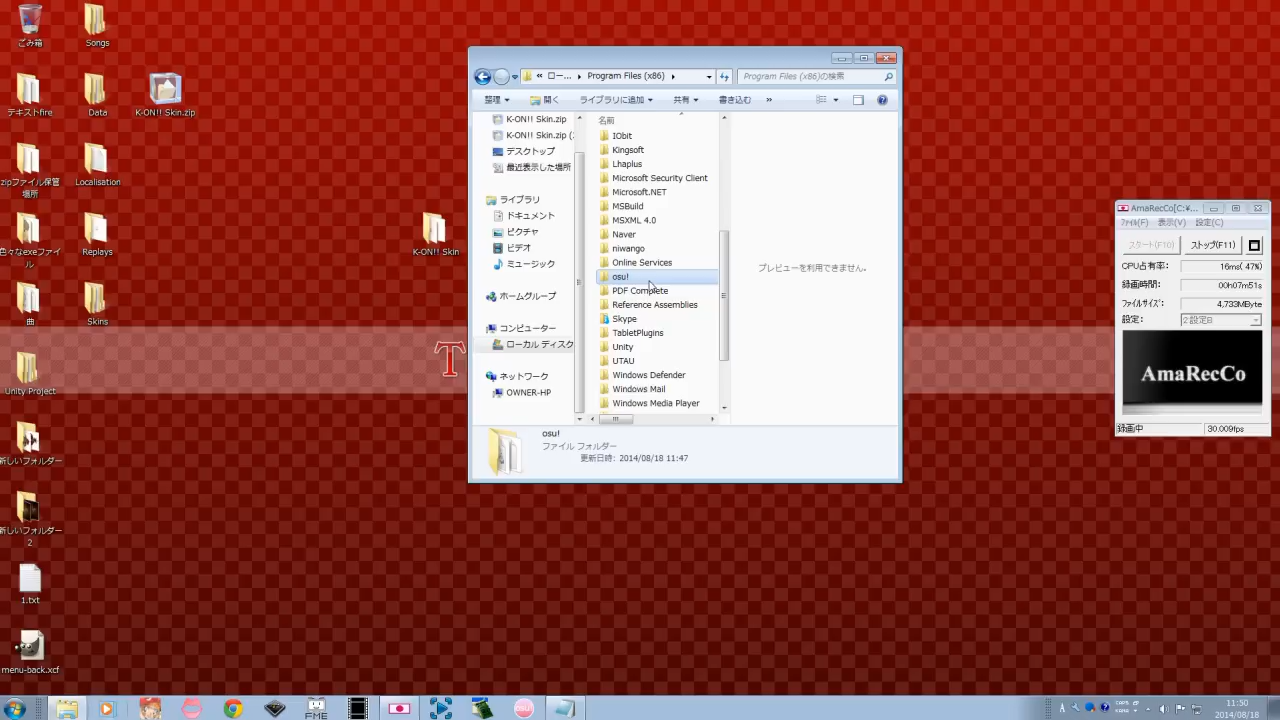 ごみ箱
Songs
テキストfire
Data
K-ON!! Skin.zip
zipファイル保管
場所
Localisation
色々なexeファイ
ル
Replays
K-ON!! Skin
曲
Skins
Unity Project
新しいフォルダー
新しいフォルダー
2
1.txt
menu-back.xcf
T
« ロー... Program Files (x86)
Program Files (x86)の検索
整理
開く
ライブラリに追加
共有
書き込む
»
K-ON!! Skin.zip
K-ON!! Skin.zip (
デスクトップ
最近表示した場所
ライブラリ
ドキュメント
ピクチャ
ビデオ
ミュージック
ホームグループ
コンピューター
ローカル ディスク
ネットワーク
OWNER-HP
名前
IObit
Kingsoft
Lhaplus
Microsoft Security Client
Microsoft.NET
MSBuild
MSXML 4.0
Naver
niwango
Online Services
osu!
PDF Complete
Reference Assemblies
Skype
TabletPlugins
Unity
UTAU
Windows Defender
Windows Mail
Windows Media Player
プレビューを利用できません。
osu!
ファイル フォルダー
更新日時: 2014/08/18 11:47
AmaRecCo[C:¥...
ファイル(F) 表示(V) 設定(C)
スタート(F10) ストップ(F11)
CPU占有率: 16ms( 47%)
録画時間: 00h07m51s
ファイルサイズ: 4,733MByte
設定: 2:設定B
AmaRecCo
録画中 30.009fps
FME
osu!
A
CAPS
11:50
2014/08/18